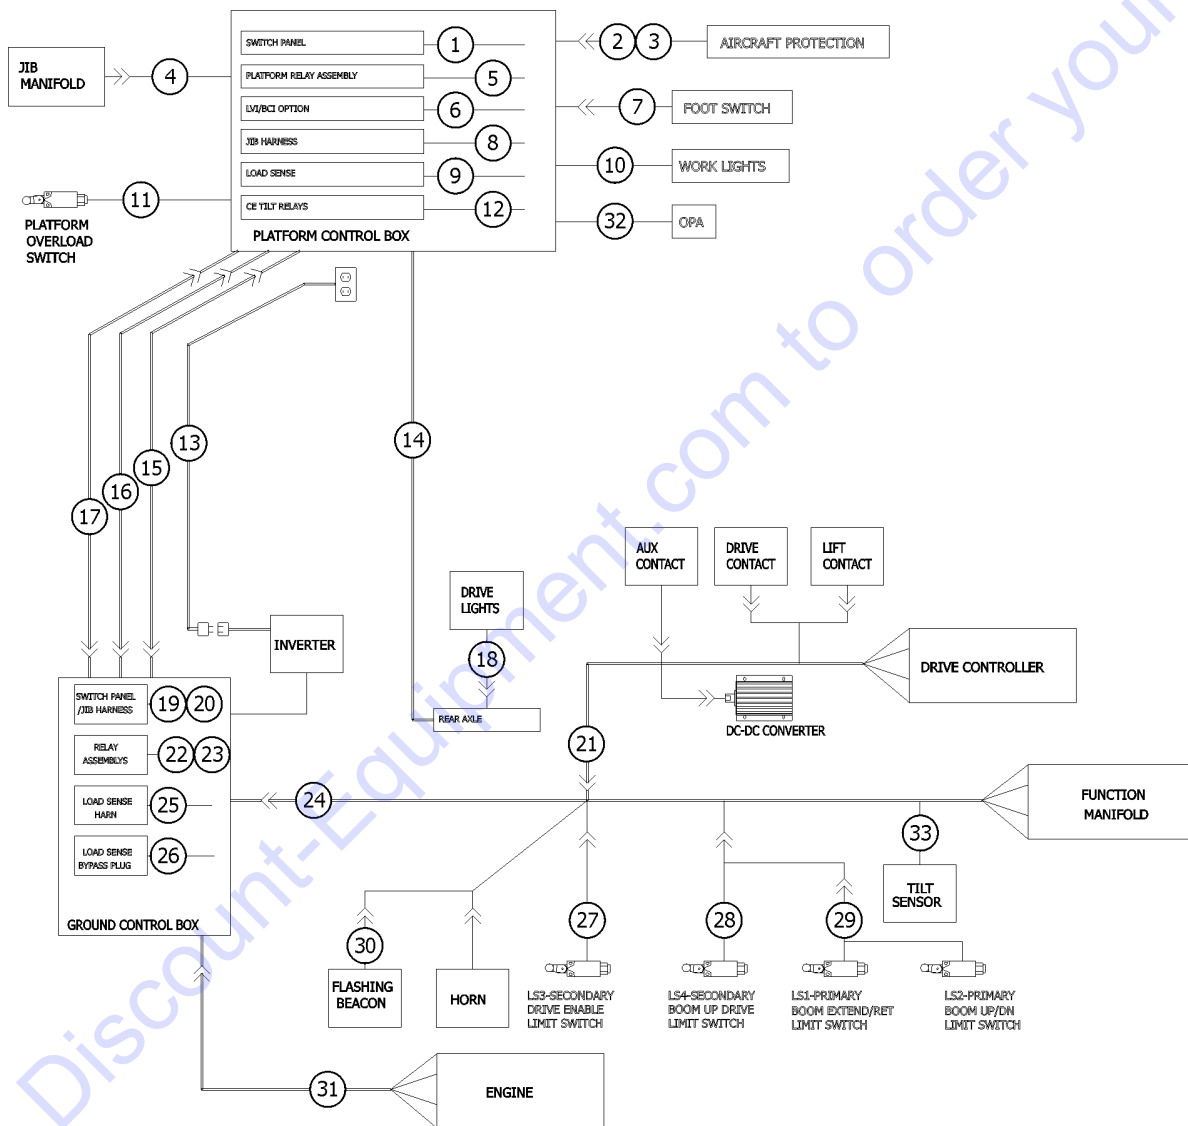 SWITCH PANEL
1
PLATFORM RELAY ASSEMBLY
5
LVI/BCI OPTION
6
JIB HARNESS
8
LOAD SENSE
9
CE TILT RELAYS
12
PLATFORM CONTROL BOX
JIB
MANIFOLD
4
11
PLATFORM
OVERLOAD
SWITCH
2
3
AIRCRAFT PROTECTION
7
FOOT SWITCH
10
WORK LIGHTS
32
OPA
13
14
15
16
17
INVERTER
DRIVE
LIGHTS
18
REAR AXLE
AUX
CONTACT
DRIVE
CONTACT
LIFT
CONTACT
DRIVE CONTROLLER
DC-DC CONVERTER
21
SWITCH PANEL
/JIB HARNESS
19
20
RELAY
ASSEMBLYS
22
23
LOAD SENSE
HARN
25
LOAD SENSE
BYPASS PLUG
26
GROUND CONTROL BOX
24
FUNCTION
MANIFOLD
33
TILT
SENSOR
27
28
29
30
FLASHING
BEACON
HORN
LS3-SECONDARY
DRIVE ENABLE
LIMIT SWITCH
LS4-SECONDARY
BOOM UP DRIVE
LIMIT SWITCH
LS1-PRIMARY
BOOM EXTEND/RET
LIMIT SWITCH
LS2-PRIMARY
BOOM UP/DN
LIMIT SWITCH
31
ENGINE
Discount-Equipment.com to order your